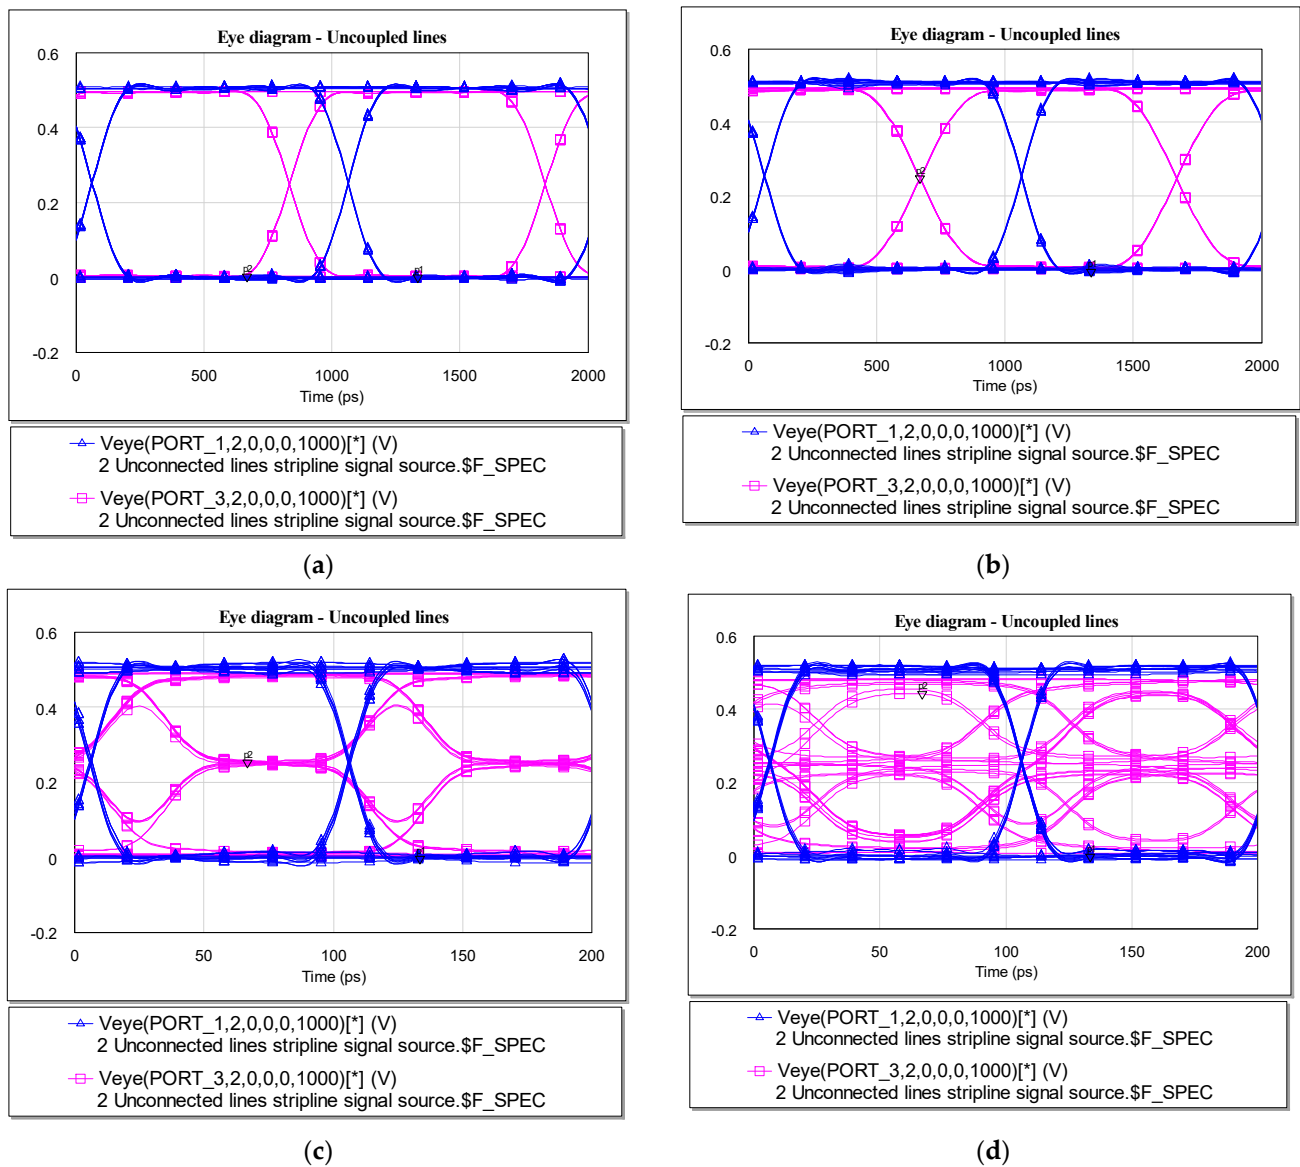 Eye diagram - Uncoupled lines
0.6
0.4
0.2
0
-0.2
p2
p1
0 500 1000 1500 2000
Time (ps)
Veye(PORT_1,2,0,0,0,1000)[*] (V)
2 Unconnected lines stripline signal source.$F_SPEC
Veye(PORT_3,2,0,0,0,1000)[*] (V)
2 Unconnected lines stripline signal source.$F_SPEC
(a)
Eye diagram - Uncoupled lines
0.6
0.4
0.2
0
-0.2
p2
0 500 1000 1500 2000
Time (ps)
Veye(PORT_1,2,0,0,0,1000)[*] (V)
2 Unconnected lines stripline signal source.$F_SPEC
Veye(PORT_3,2,0,0,0,1000)[*] (V)
2 Unconnected lines stripline signal source.$F_SPEC
(b)
Eye diagram - Uncoupled lines
0.6
0.4
0.2
0
-0.2
p2
0 50 100 150 200
Time (ps)
Veye(PORT_1,2,0,0,0,1000)[*] (V)
2 Unconnected lines stripline signal source.$F_SPEC
Veye(PORT_3,2,0,0,0,1000)[*] (V)
2 Unconnected lines stripline signal source.$F_SPEC
(c)
Eye diagram - Uncoupled lines
0.6
0.4
0.2
0
-0.2
p2
0 50 100 150 200
Time (ps)
Veye(PORT_1,2,0,0,0,1000)[*] (V)
2 Unconnected lines stripline signal source.$F_SPEC
Veye(PORT_3,2,0,0,0,1000)[*] (V)
2 Unconnected lines stripline signal source.$F_SPEC
(d)